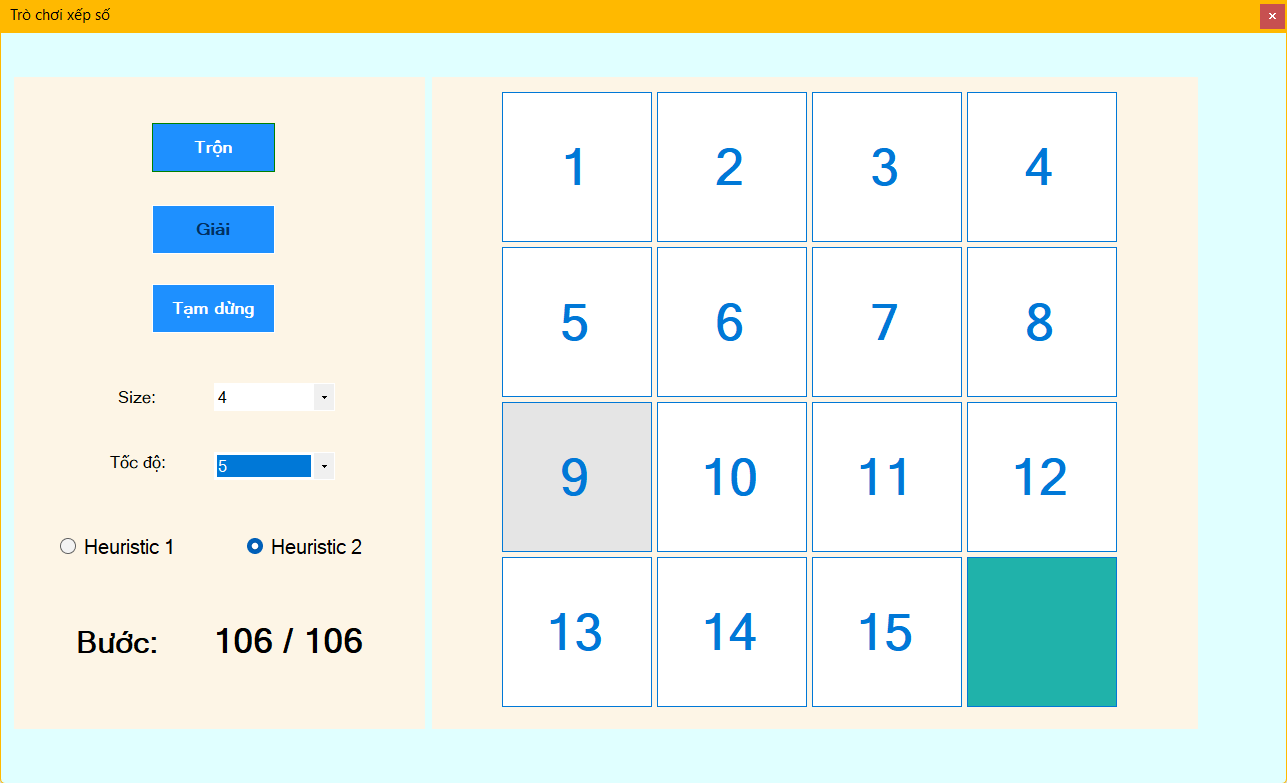 Trò chơi xếp số
Trộn
Giải
Tạm dừng
Size: 4
Tốc độ: 5
Heuristic 1 Heuristic 2
Bước: 106 / 106
1 2 3 4
5 6 7 8
9 10 11 12
13 14 15